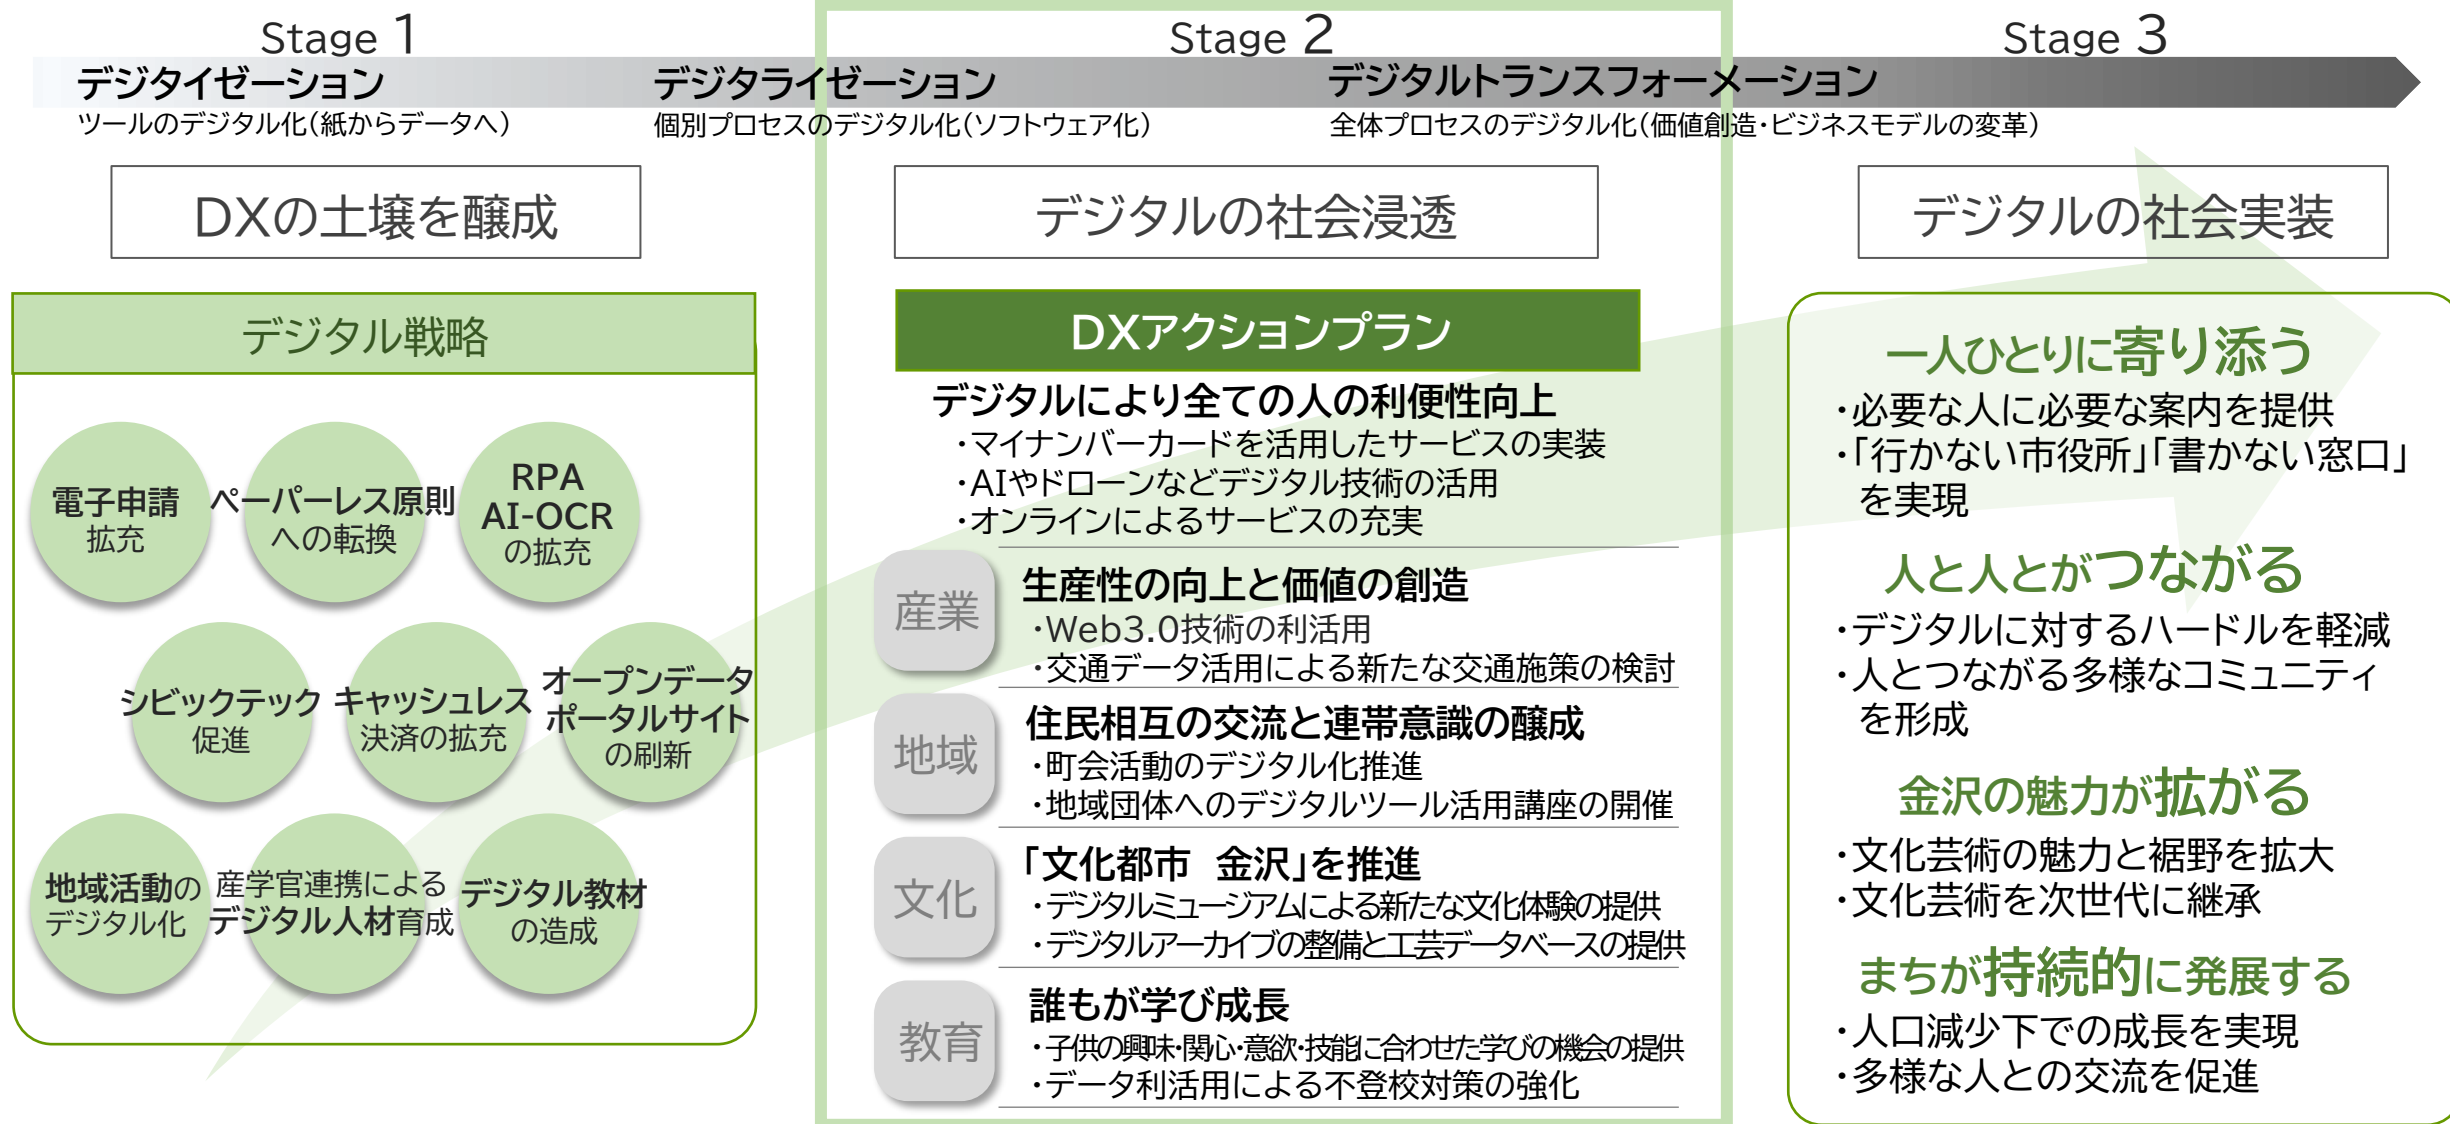 Stage 1
デジタイゼーション
ツールのデジタル化(紙からデータへ)
デジタライゼーション
個別プロセスのデジタル化(ソフトウェア化)
Stage 2
デジタルトランスフォーメーション
全体プロセスのデジタル化(価値創造・ビジネスモデルの変革)
Stage 3
DXの土壌を醸成
デジタル戦略
電子申請
拡充
ペーパーレス原則
への転換
RPA
AI-OCR
の拡充
シビックテック
促進
キャッシュレス
決済の拡充
オープンデータ
ポータルサイト
の刷新
地域活動の
デジタル化
産学官連携による
デジタル人材育成
デジタル教材
の造成
デジタルの社会浸透
DXアクションプラン
デジタルにより全ての人の利便性向上
・マイナンバーカードを活用したサービスの実装
・AIやドローンなどデジタル技術の活用
・オンラインによるサービスの充実
産業
生産性の向上と価値の創造
・Web3.0技術の利活用
・交通データ活用による新たな交通施策の検討
地域
住民相互の交流と連帯意識の醸成
・町会活動のデジタル化推進
・地域団体へのデジタルツール活用講座の開催
文化
「文化都市 金沢」を推進
・デジタルミュージアムによる新たな文化体験の提供
・デジタルアーカイブの整備と工芸データベースの提供
教育
誰もが学び成長
・子供の興味・関心・意欲・技能に合わせた学びの機会の提供
・データ利活用による不登校対策の強化
デジタルの社会実装
一人ひとりに寄り添う
・必要な人に必要な案内を提供
・「行かない市役所」「書かない窓口」
を実現
人と人とがつながる
・デジタルに対するハードルを軽減
・人とつながる多様なコミュニティ
を形成
金沢の魅力が拡がる
・文化芸術の魅力と裾野を拡大
・文化芸術を次世代に継承
まちが持続的に発展する
・人口減少下での成長を実現
・多様な人との交流を促進